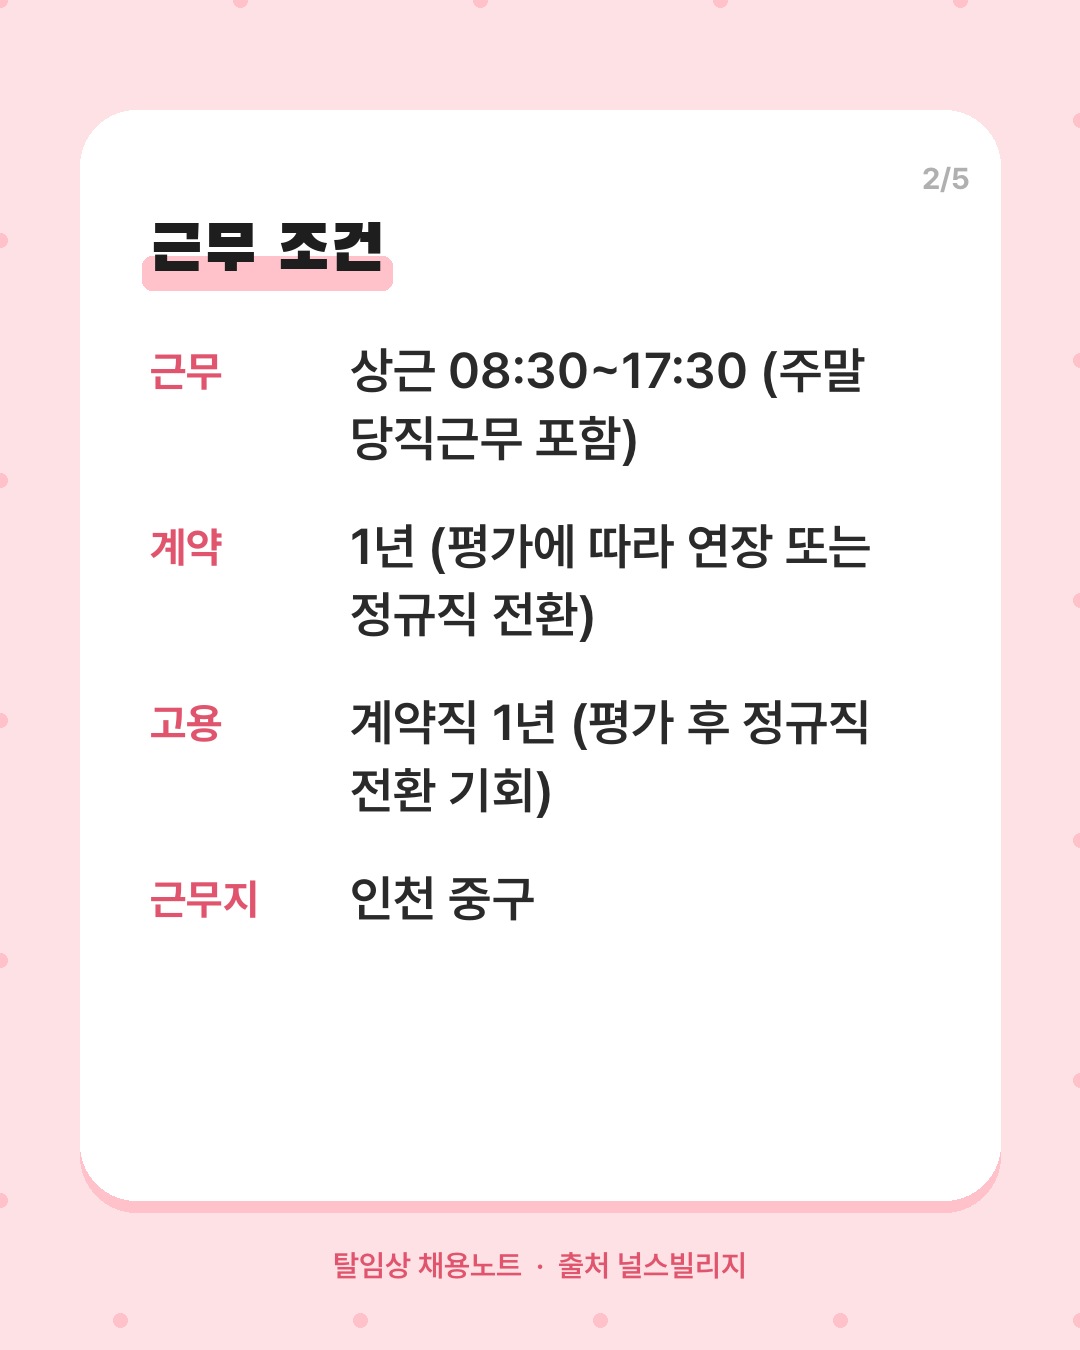 2/5
근무 조건
근무
상근 08:30~17:30 (주말
당직근무 포함)
계약
1년 (평가에 따라 연장 또는
정규직 전환)
고용
계약직 1년 (평가 후 정규직
전환 기회)
근무지
인천 중구
탈임상 채용노트 · 출처 널스빌리지